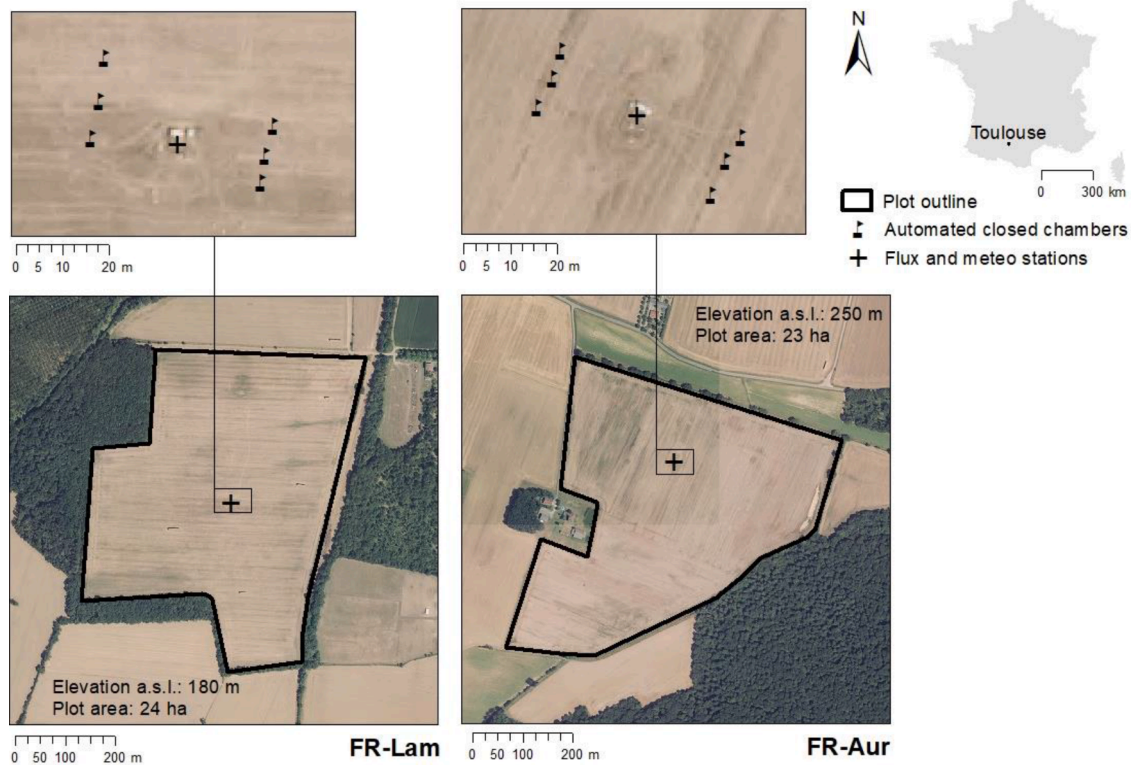 N
Toulouse
0 300 km
Plot outline
Automated closed chambers
Flux and meteo stations
0 5 10 20 m
0 5 10 20 m
Elevation a.s.l.: 250 m
Plot area: 23 ha
Elevation a.s.l.: 180 m
Plot area: 24 ha
0 50 100 200 m
FR-Lam
0 50 100 200 m
FR-Aur